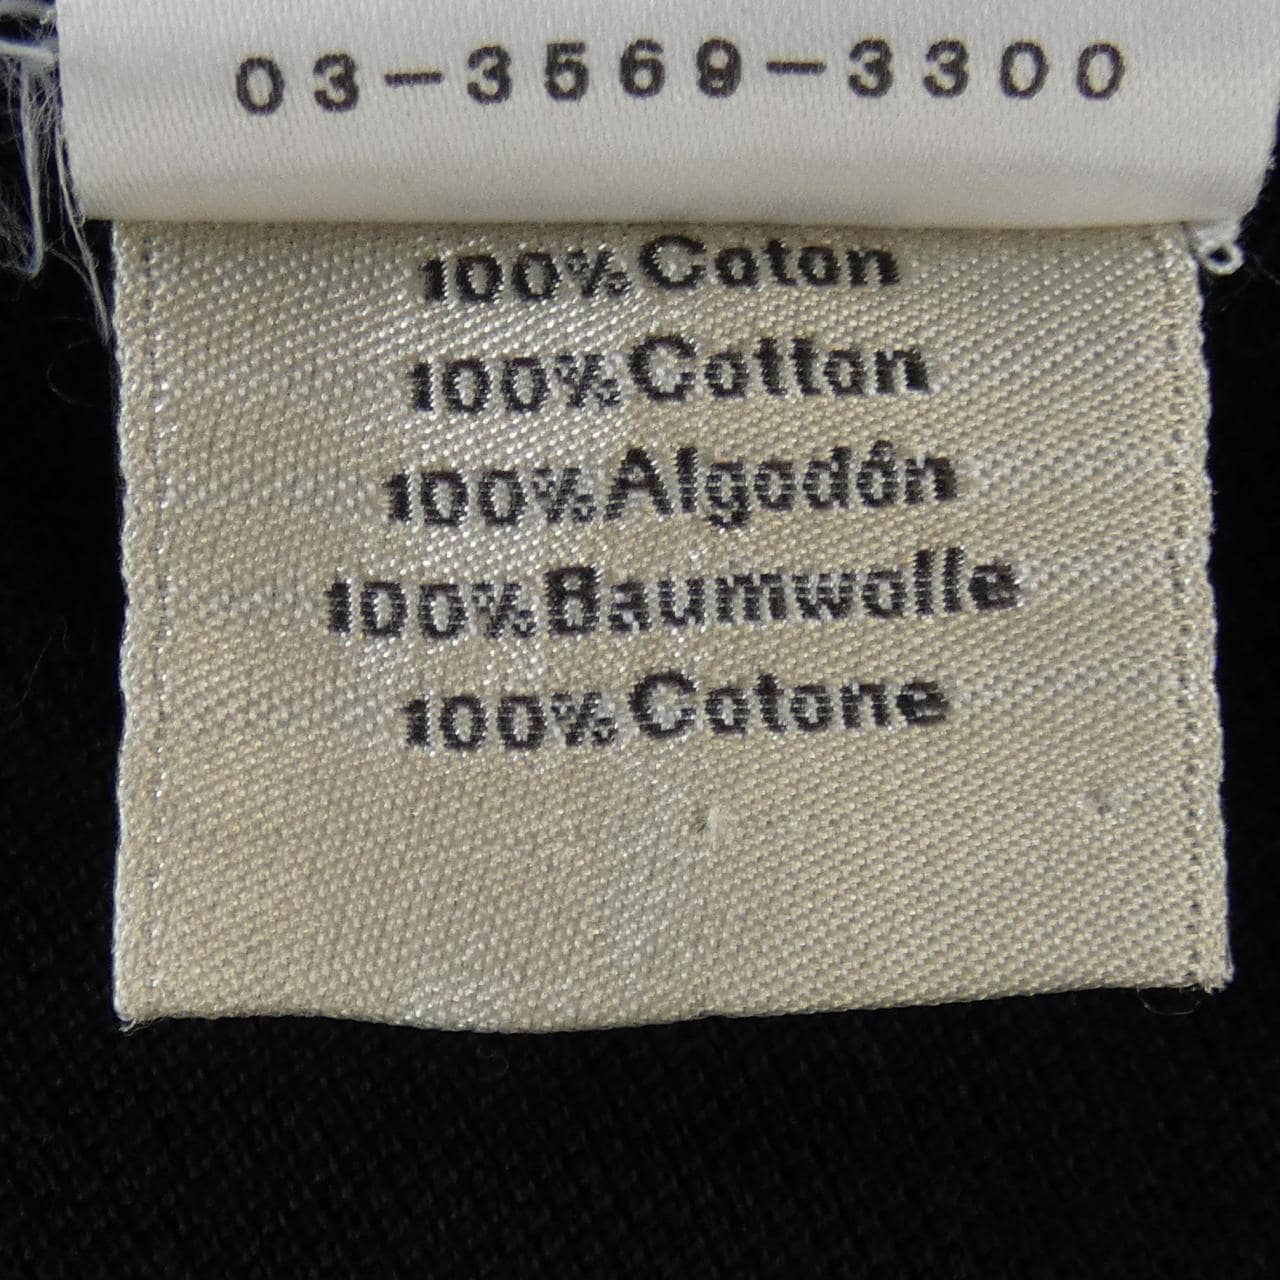 03-3569-3300
100% Coton
100% Cotton
100% Algodón
100% Baumwolle
100% Cotone